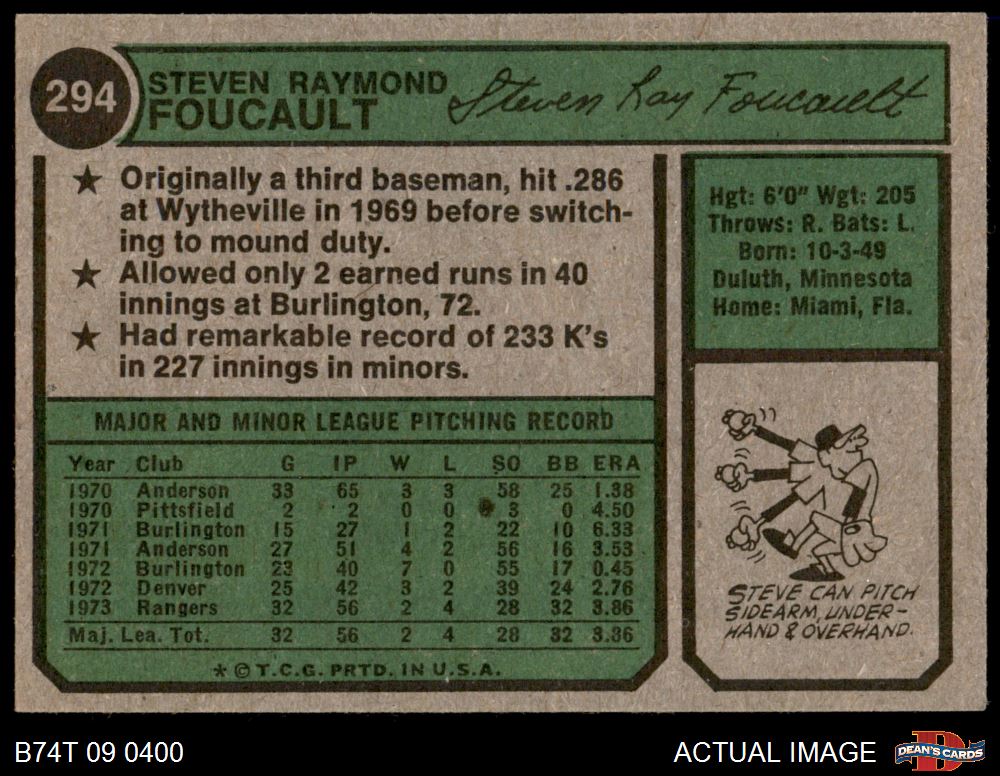 294
STEVEN RAYMOND
FOUCAULT
Steven Ray Foucault
★ Originally a third baseman, hit .286
at Wytheville in 1969 before switch-
ing to mound duty.
★ Allowed only 2 earned runs in 40
innings at Burlington, 72.
★ Had remarkable record of 233 K's
in 227 innings in minors.
Hgt: 6'0" Wgt: 205
Throws: R. Bats: L.
Born: 10-3-49
Duluth, Minnesota
Home: Miami, Fla.
MAJOR AND MINOR LEAGUE PITCHING RECORD
Year Club G IP W L SO BB ERA
1970 Anderson 33 65 3 3 58 25 1.38
1970 Pittsfield 2 2 0 0 3 0 4.50
1971 Burlington 15 27 1 2 22 10 6.33
1971 Anderson 27 51 4 2 56 16 3.53
1972 Burlington 23 40 7 0 55 17 0.45
1972 Denver 25 42 3 2 39 24 2.76
1973 Rangers 32 56 2 4 28 32 3.86
Maj. Lea. Tot. 32 56 2 4 28 32 3.86
* © T.C.G. PRTD. IN U.S.A.
STEVE CAN PITCH
SIDEARM, UNDER-
HAND & OVERHAND.
B74T 09 0400
ACTUAL IMAGE
DEAN'S CARDS